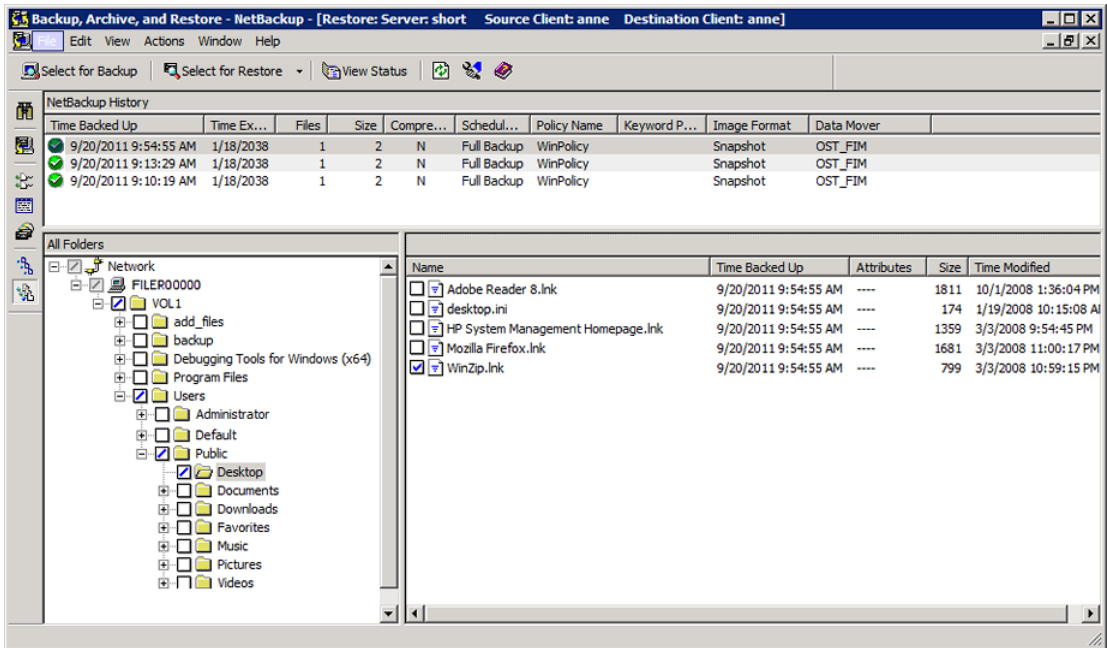 Backup, Archive, and Restore - NetBackup - [Restore: Server: short Source Client: anne Destination Client: anne]
File Edit View Actions Window Help
Select for Backup Select for Restore View Status
NetBackup History
Time Backed Up Time Ex... Files Size Compre... Schedul... Policy Name Keyword P... Image Format Data Mover
9/20/2011 9:54:55 AM 1/18/2038 1 2 N Full Backup WinPolicy Snapshot OST_FIM
9/20/2011 9:13:29 AM 1/18/2038 1 2 N Full Backup WinPolicy Snapshot OST_FIM
9/20/2011 9:10:19 AM 1/18/2038 1 2 N Full Backup WinPolicy Snapshot OST_FIM
All Folders
Network
FILER00000
VOL1
add_files
backup
Debugging Tools for Windows (x64)
Program Files
Users
Administrator
Default
Public
Desktop
Documents
Downloads
Favorites
Music
Pictures
Videos
Name Time Backed Up Attributes Size Time Modified
Adobe Reader 8.lnk 9/20/2011 9:54:55 AM ---- 1811 10/1/2008 1:36:04 PM
desktop.ini 9/20/2011 9:54:55 AM ---- 174 1/19/2008 10:15:08 A
HP System Management Homepage.lnk 9/20/2011 9:54:55 AM ---- 1359 3/3/2008 9:54:45 PM
Mozilla Firefox.lnk 9/20/2011 9:54:55 AM ---- 1681 3/3/2008 11:00:17 PM
WinZip.lnk 9/20/2011 9:54:55 AM ---- 799 3/3/2008 10:59:15 PM